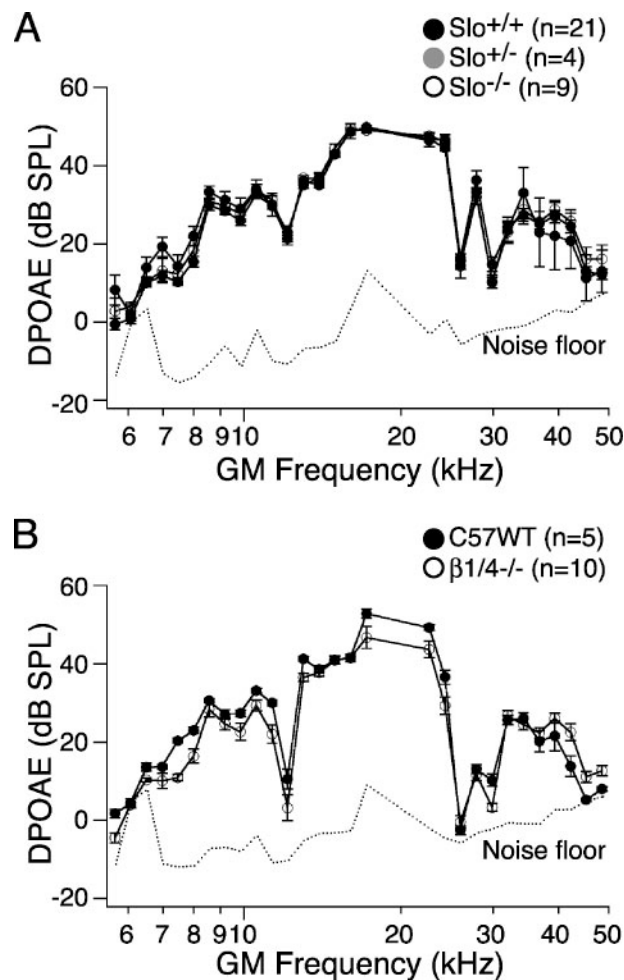 A
Slo+/+ (n=21)
Slo+/- (n=4)
Slo-/- (n=9)
60
40
20
0
-20
DPOAE (dB SPL)
Noise floor
6 7 8 9 10 20 30 40 50
GM Frequency (kHz)
B
C57WT (n=5)
β1/4-/- (n=10)
60
40
20
0
-20
DPOAE (dB SPL)
Noise floor
6 7 8 9 10 20 30 40 50
GM Frequency (kHz)